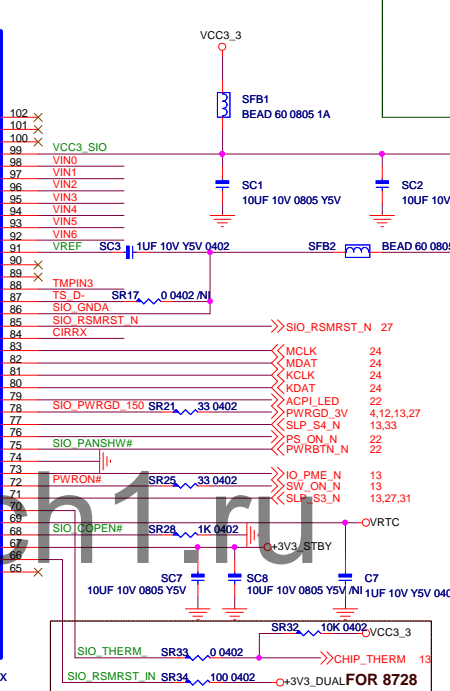 VCC3_3
SFB1
BEAD 60 0805 1A
102
101
100
99 VCC3_SIO
98 VIN0
97 VIN1
96 VIN2
95 VIN3
94 VIN4
93 VIN5
92 VIN6
SC1
10UF 10V 0805 Y5V
SC2
10UF 10V
91 VREF SC3 1UF 10V Y5V 0402 SFB2 BEAD 60 080
90
89
88 TMPIN3
87 TS_D- SR17 0 0402 /NI
86 SIO_GNDA
85 SIO_RSMRST_N SIO_RSMRST_N 27
84 CIRRX
83 MCLK 24
82 MDAT 24
81 KCLK 24
80 KDAT 24
79 ACPI_LED 22
78 SIO_PWRGD_150 SR21 33 0402 PWRGD_3V 4,12,13,27
77 SLP_S4_N 13,33
76 PS_ON_N 22
75 SIO_PANSHW# PWRBTN_N 22
74
73 IO_PME_N 13
72 PWRON# SR25 33 0402 SW_ON_N 13
71 SLP_S3_N 13,27,31
70
69 VRTC
68 SIO_COPEN# SR28 1K 0402
67 +3V3_STBY
66
65
ch1.ru
SC7
10UF 10V 0805 Y5V
SC8
10UF 10V 0805 Y5V /NI
C7
1UF 10V Y5V 040
SR32 10K 0402 VCC3_3
SIO_THERM_ SR33 0 0402 CHIP_THERM 13
SIO_RSMRST_IN SR34 100 0402 +3V3_DUAL
FOR 8728
X